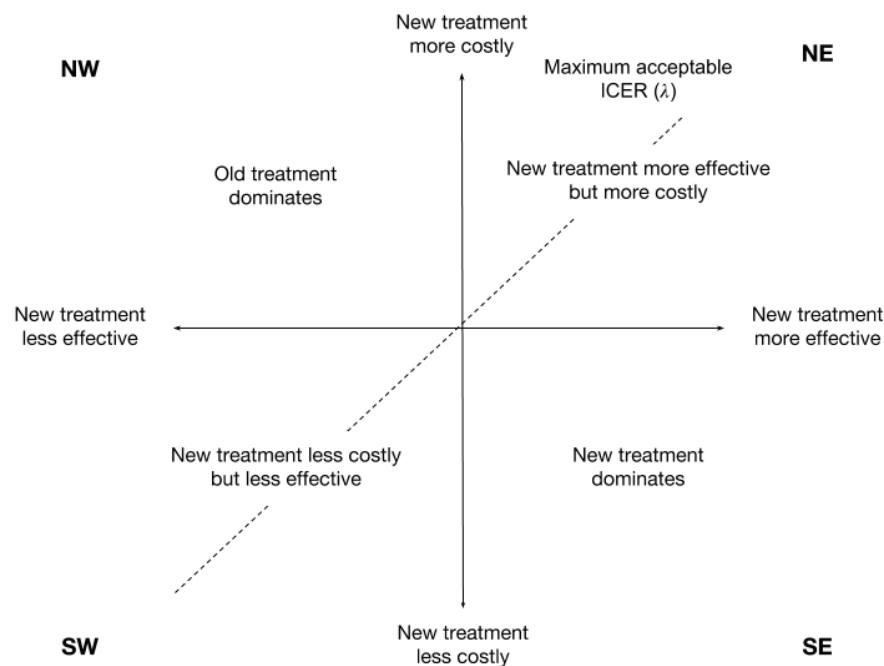 New treatment
more costly
NW
NE
Maximum acceptable
ICER (λ)
Old treatment
dominates
New treatment more effective
but more costly
New treatment
less effective
New treatment
more effective
New treatment less costly
but less effective
New treatment
dominates
SW
New treatment
less costly
SE